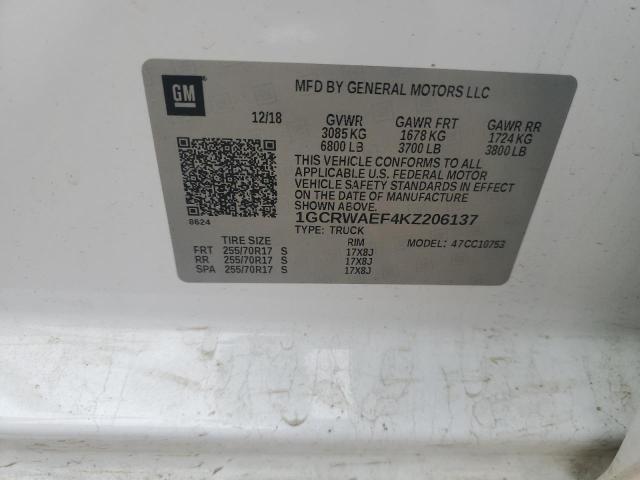 GM
MFD BY GENERAL MOTORS LLC
12/18 GVWR GAWR FRT GAWR RR
3085 KG 1678 KG 1724 KG
6800 LB 3700 LB 3800 LB
THIS VEHICLE CONFORMS TO ALL
APPLICABLE U.S. FEDERAL MOTOR
VEHICLE SAFETY STANDARDS IN EFFECT
ON THE DATE OF MANUFACTURE
SHOWN ABOVE.
1GCRWAEF4KZ206137
8624
TYPE: TRUCK
TIRE SIZE RIM MODEL: 47CC10753
FRT 255/70R17 S 17X8J
RR 255/70R17 S 17X8J
SPA 255/70R17 S 17X8J